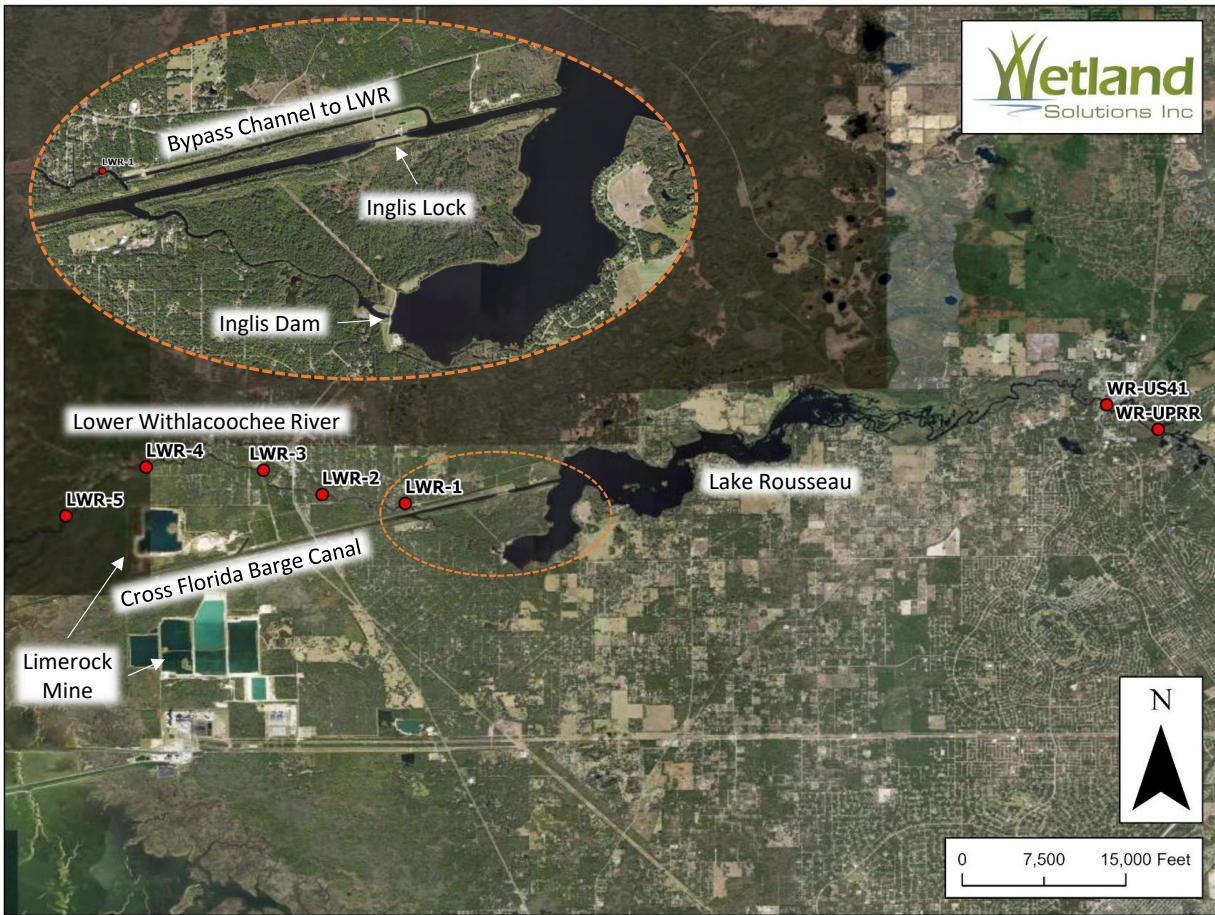 Wetland
Solutions Inc
Bypass Channel to LWR
LWR-1
Inglis Lock
Inglis Dam
WR-US41
WR-UPRR
Lower Withlacoochee River
LWR-4
LWR-3
LWR-2
LWR-1
LWR-5
Lake Rousseau
Cross Florida Barge Canal
Limerock
Mine
N
0 7,500 15,000 Feet